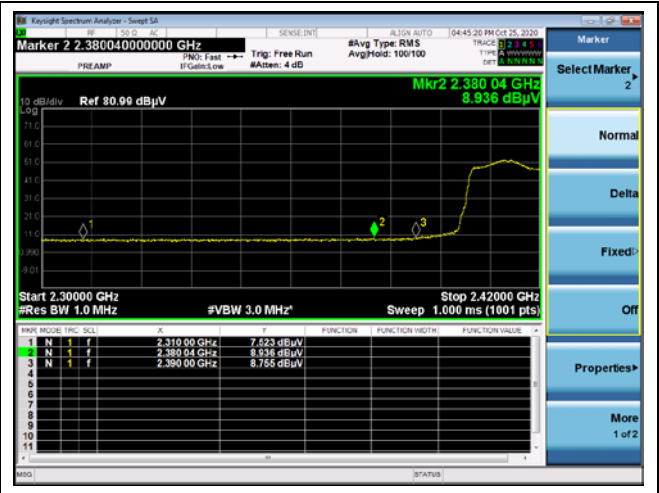 Keysight Spectrum Analyzer - Swept SA
RF 50 Ω AC SENSE:INT ALIGN AUTO 04:45:20 PM Oct 25, 2020
Marker 2 2.380040000000 GHz
PREAMP
PNO: Fast
IFGain:Low
Trig: Free Run
#Atten: 4 dB
#Avg Type: RMS
Avg|Hold: 100/100
TRACE 1 2 3 4 5 6
TYPE A WWWWW
DET A N N N N N
Mkr2 2.380 04 GHz
8.936 dBµV
10 dB/div Ref 80.99 dBµV
Log
71.0
61.0
51.0
41.0
31.0
21.0
11.0
0.990
-9.01
1
2
3
Start 2.30000 GHz Stop 2.42000 GHz
#Res BW 1.0 MHz #VBW 3.0 MHz* Sweep 1.000 ms (1001 pts)
MKR MODE TRC SCL X Y FUNCTION FUNCTION WIDTH FUNCTION VALUE
1 N 1 f 2.310 00 GHz 7.523 dBµV
2 N 1 f 2.380 04 GHz 8.936 dBµV
3 N 1 f 2.390 00 GHz 8.755 dBµV
4
5
6
7
8
9
10
11
MSG STATUS
Marker
Select Marker
2
Normal
Delta
Fixed
Off
Properties
More
1 of 2